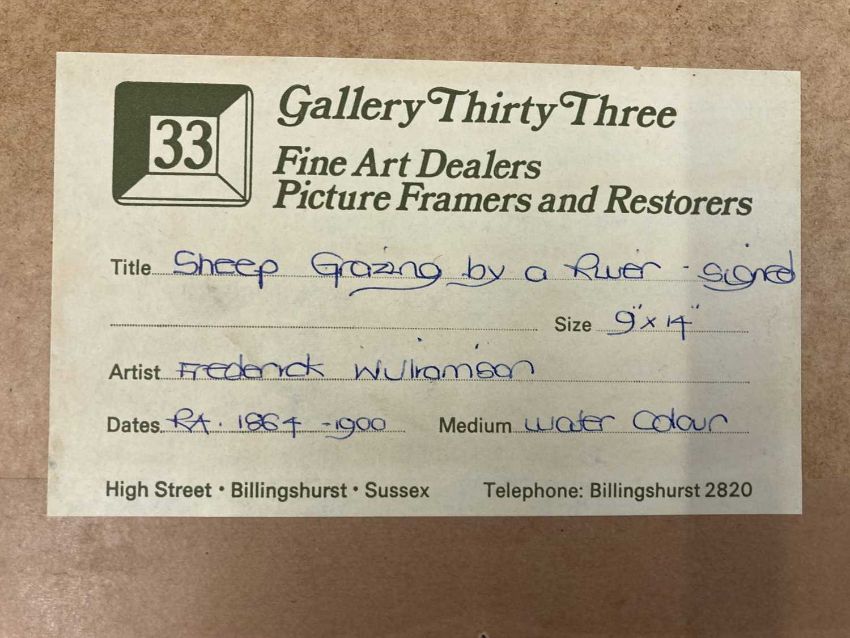 33
Gallery Thirty Three
Fine Art Dealers
Picture Framers and Restorers
Title Sheep Grazing by a River - signed
Size 9" x 14"
Artist Frederick Williamson
Dates RA. 1864 - 1900 Medium Water Colour
High Street • Billingshurst • Sussex Telephone: Billingshurst 2820